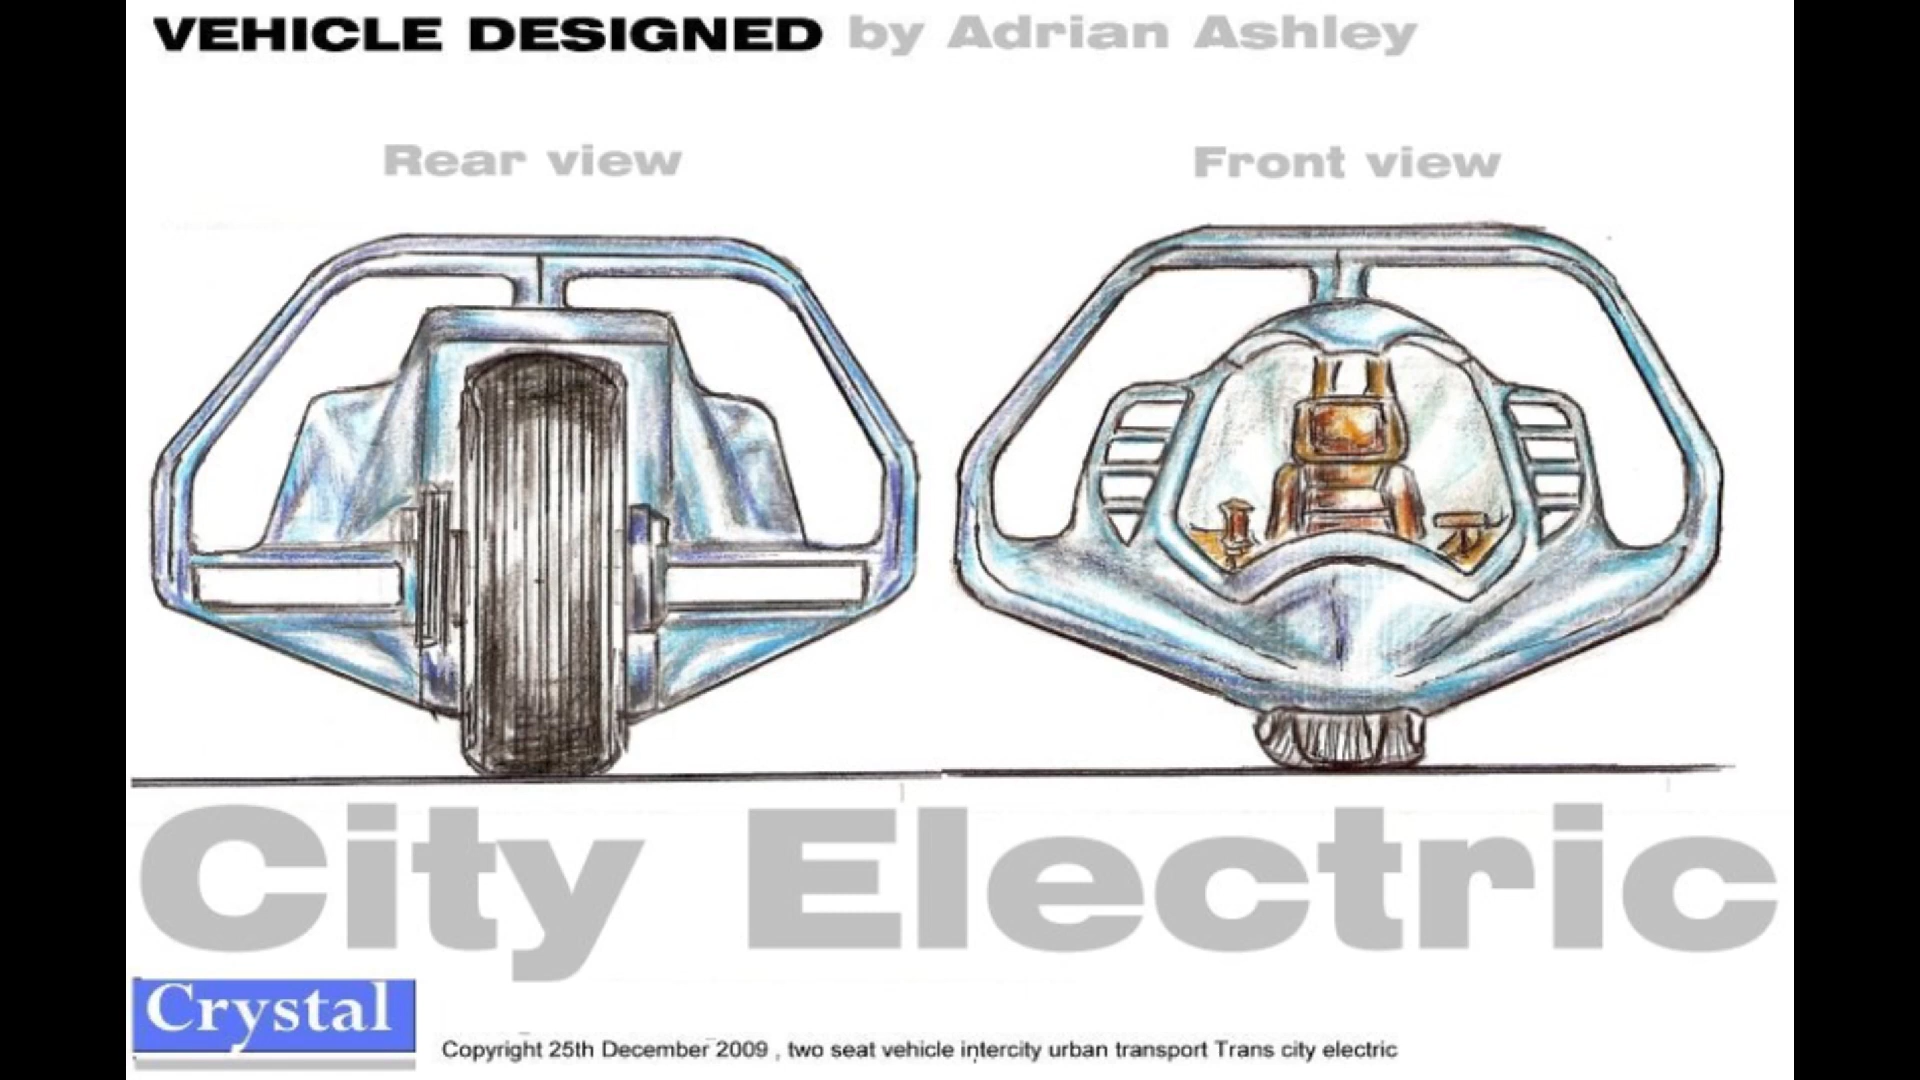 VEHICLE DESIGNED by Adrian Ashley
Rear view
Front view
City Electric
Crystal
Copyright 25th December 2009 , two seat vehicle intercity urban transport Trans city electric